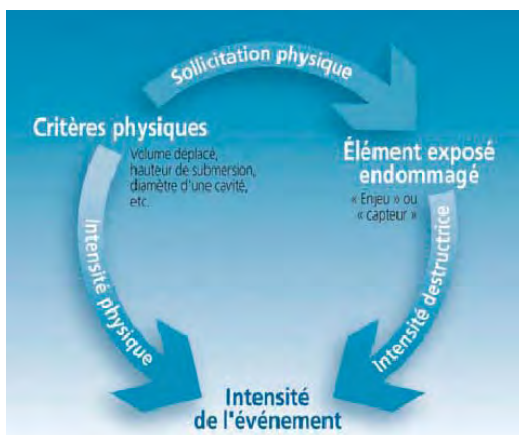 Sollicitation physique
Critères physiques
Volume déplacé,
hauteur de submersion,
diamètre d'une cavité,
etc.
Élément exposé
endommagé
« Enjeu » ou
« capteur »
Intensité physique
Intensité destructrice
Intensité
de l'événement